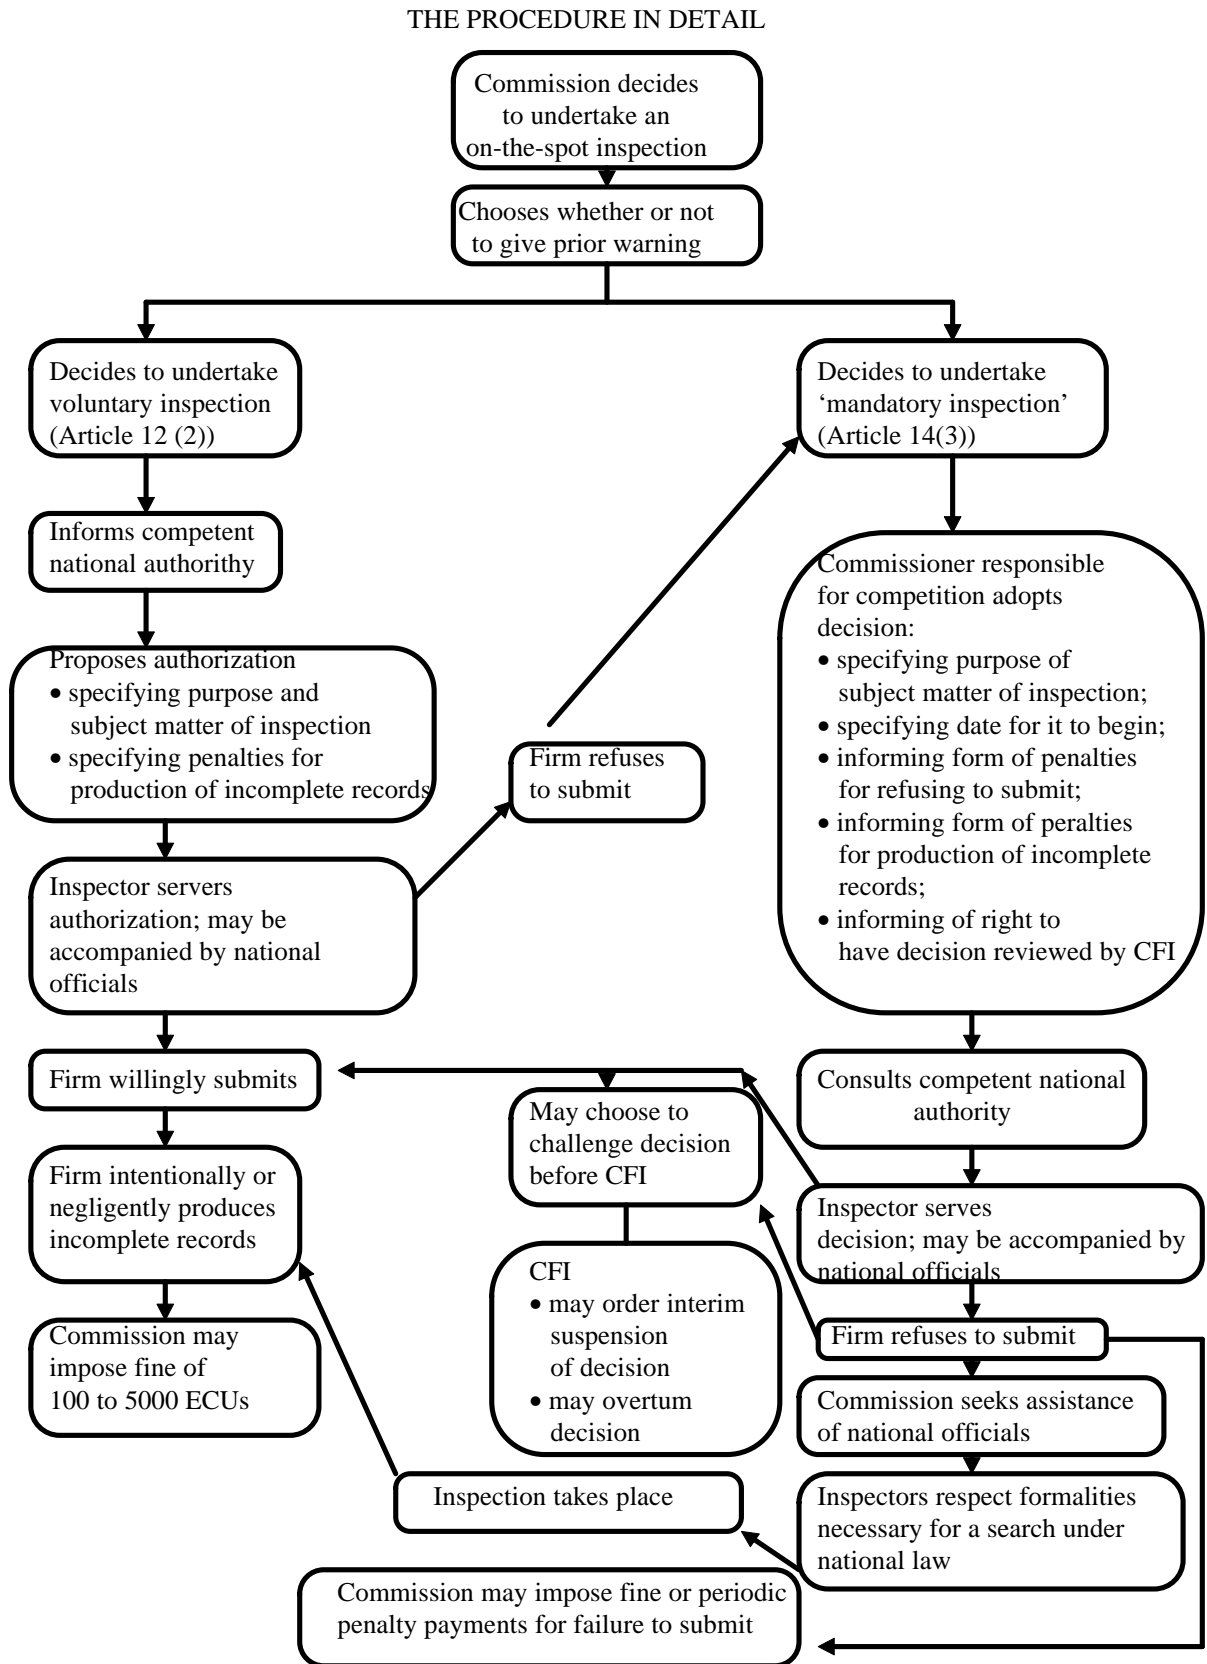 THE PROCEDURE IN DETAIL
Commission decides
to undertake an
on-the-spot inspection
Chooses whether or not
to give prior warning
Decides to undertake
voluntary inspection
(Article 12 (2))
Decides to undertake
‘mandatory inspection’
(Article 14(3))
Informs competent
national authorithy
Commissioner responsible
for competition adopts
decision:
• specifying purpose of
subject matter of inspection;
• specifying date for it to begin;
• informing form of penalties
for refusing to submit;
• informing form of peralties
for production of incomplete
records;
• informing of right to
have decision reviewed by CFI
Proposes authorization
• specifying purpose and
subject matter of inspection
• specifying penalties for
production of incomplete records
Firm refuses
to submit
Inspector servers
authorization; may be
accompanied by national
officials
Firm willingly submits
Consults competent national
authority
May choose to
challenge decision
before CFI
Firm intentionally or
negligently produces
incomplete records
Inspector serves
decision; may be accompanied by
national officials
CFI
• may order interim
suspension
of decision
• may overtum
decision
Firm refuses to submit
Commission may
impose fine of
100 to 5000 ECUs
Commission seeks assistance
of national officials
Inspection takes place
Inspectors respect formalities
necessary for a search under
national law
Commission may impose fine or periodic
penalty payments for failure to submit